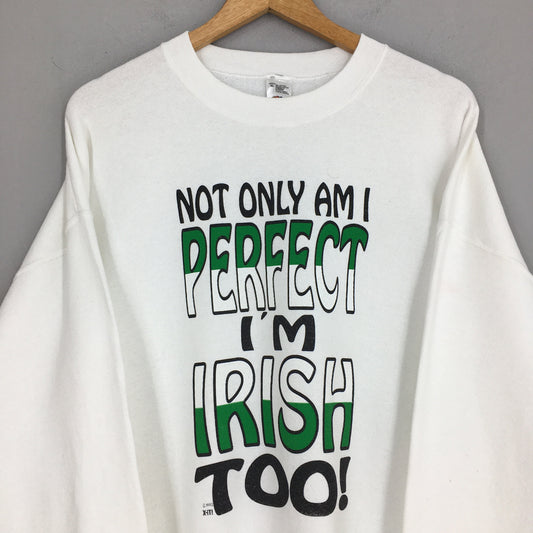 NOT ONLY AM I
PERFECT
I'M
IRISH
TOO!